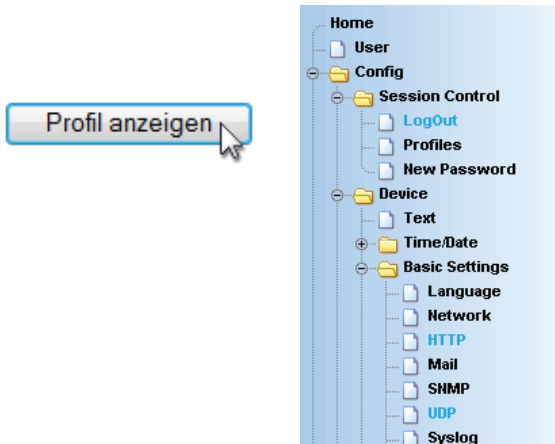 Profil anzeigen
Home
User
Config
Session Control
LogOut
Profiles
New Password
Device
Text
Time/Date
Basic Settings
Language
Network
HTTP
Mail
SNMP
UDP
Syslog